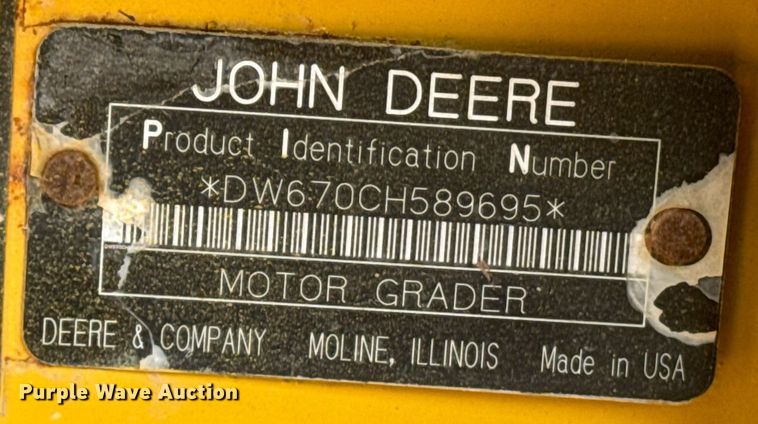 JOHN DEERE
Product Identification Number
*DW670CH589695*
MOTOR GRADER
DEERE & COMPANY MOLINE, ILLINOIS Made in USA
Purple Wave Auction